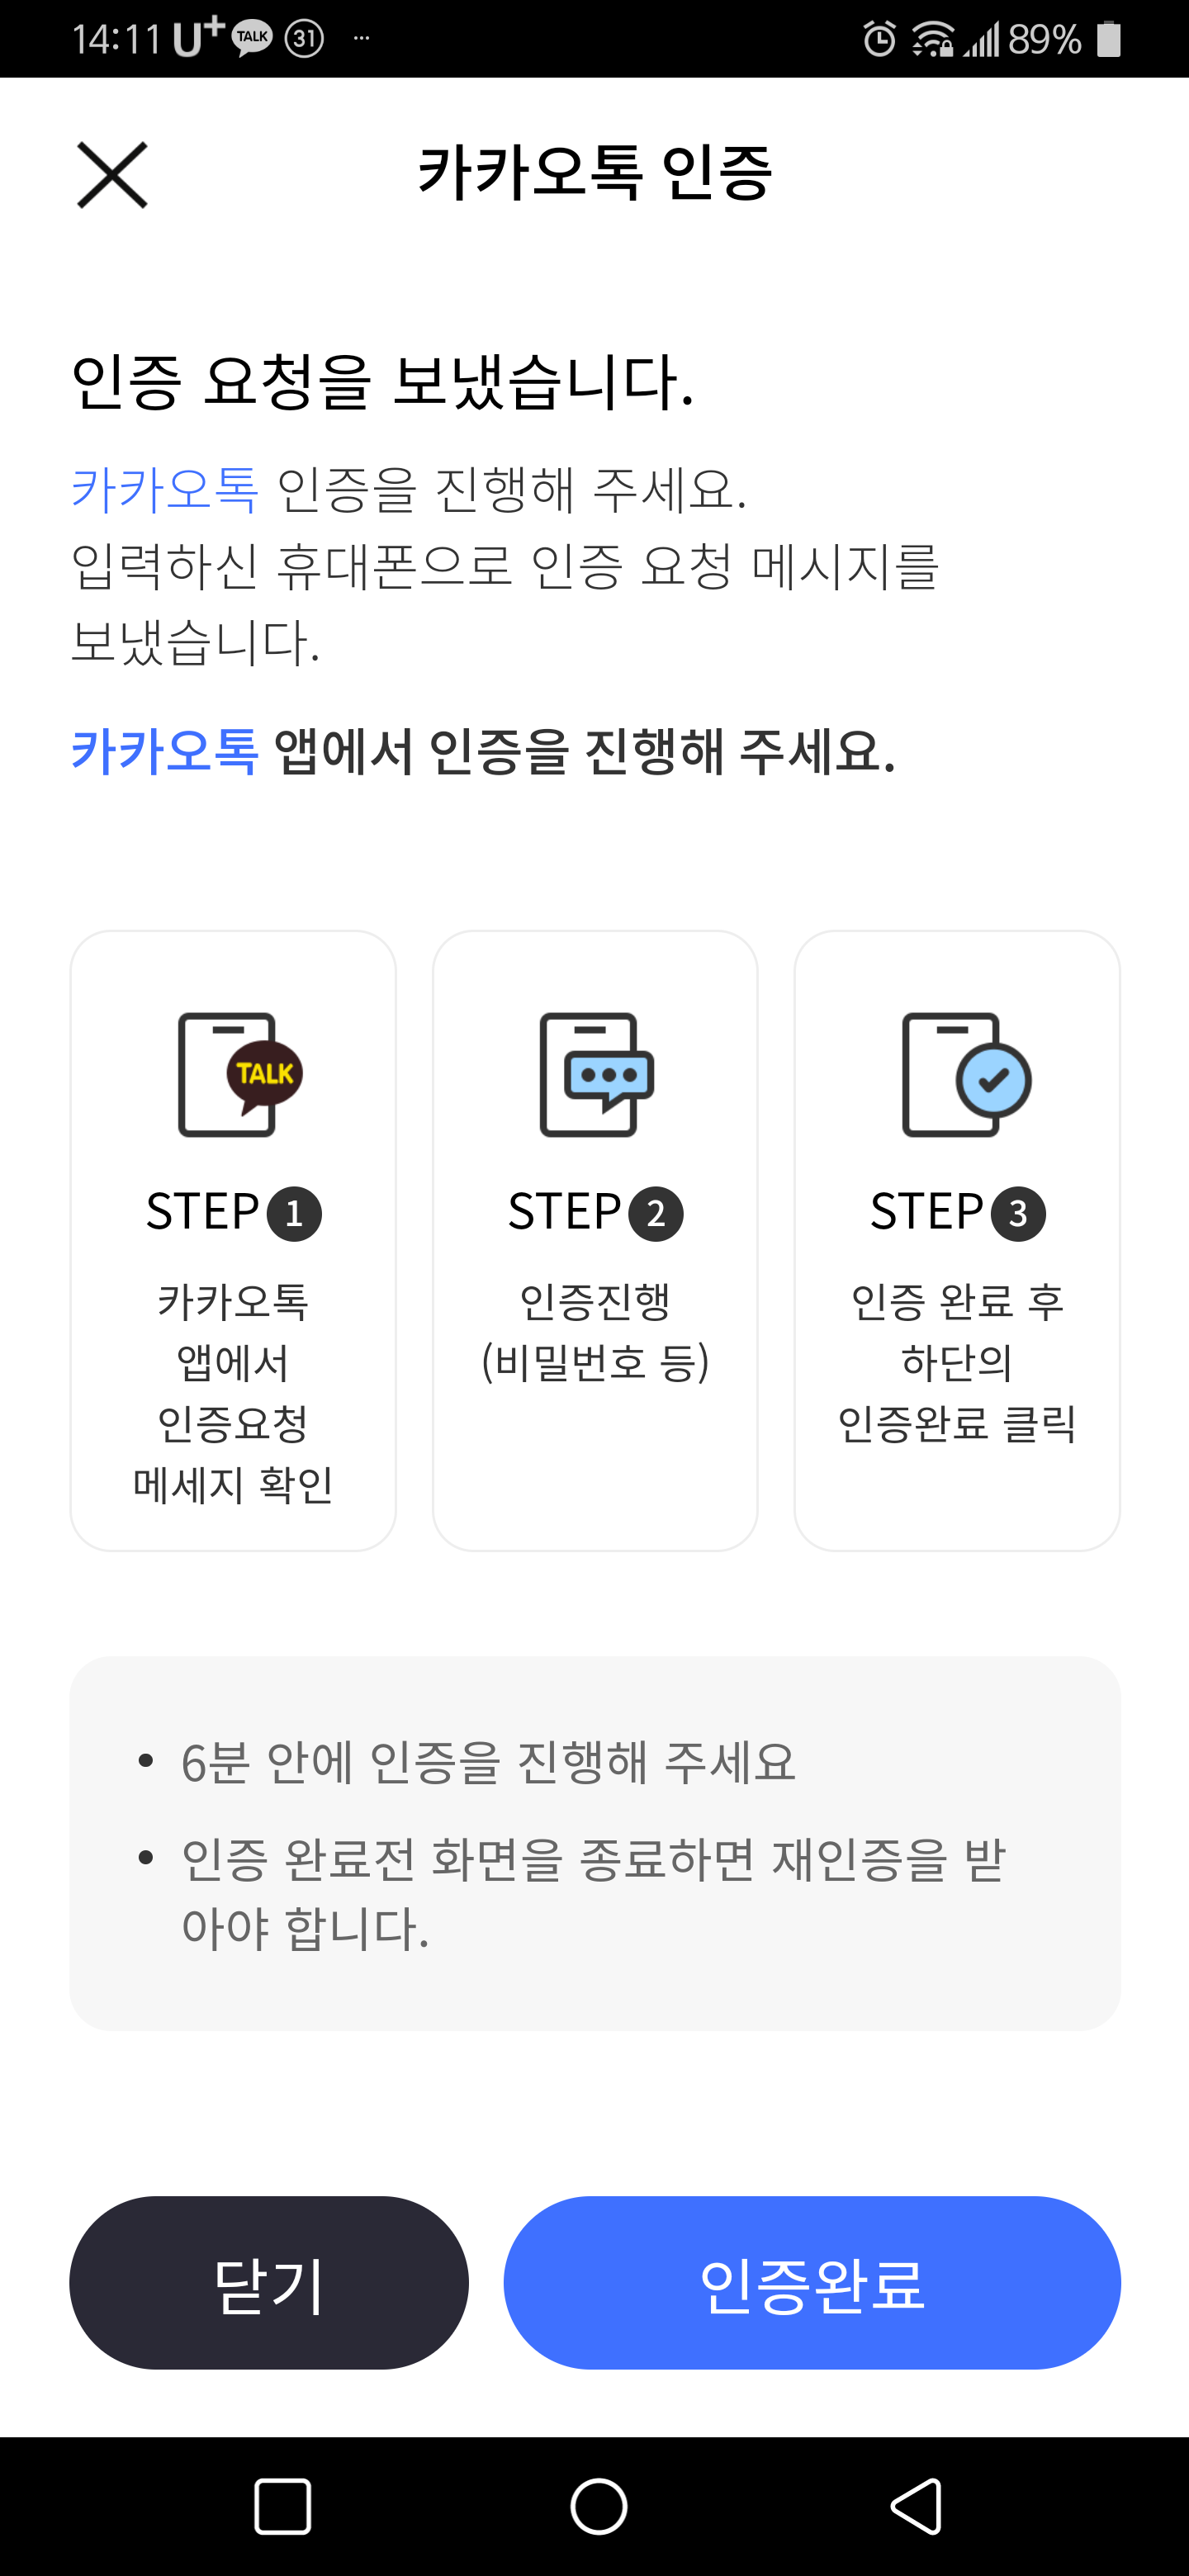 14:11 U+ TALK 31 ... 89%
카카오톡 인증
인증 요청을 보냈습니다.
카카오톡 인증을 진행해 주세요.
입력하신 휴대폰으로 인증 요청 메시지를
보냈습니다.
카카오톡 앱에서 인증을 진행해 주세요.
TALK
STEP 1
카카오톡
앱에서
인증요청
메세지 확인
STEP 2
인증진행
(비밀번호 등)
STEP 3
인증 완료 후
하단의
인증완료 클릭
• 6분 안에 인증을 진행해 주세요
• 인증 완료전 화면을 종료하면 재인증을 받
아야 합니다.
닫기
인증완료